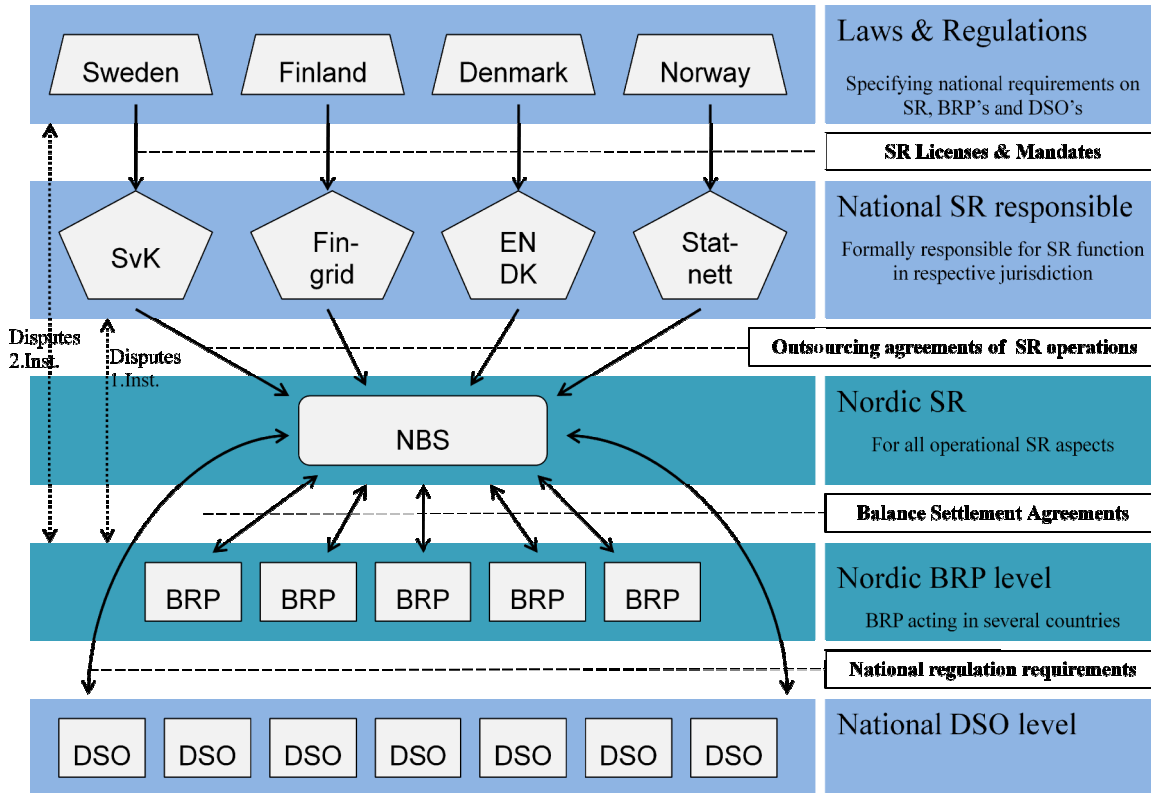 Laws & Regulations
Sweden
Finland
Denmark
Norway
Specifying national requirements on
SR, BRP’s and DSO’s
SR Licenses & Mandates
National SR responsible
SvK
Fin-
grid
EN
DK
Stat-
nett
Formally responsible for SR function
in respective jurisdiction
Disputes
2.Inst.
Disputes
1.Inst.
Outsourcing agreements of SR operations
Nordic SR
NBS
For all operational SR aspects
Balance Settlement Agreements
Nordic BRP level
BRP
BRP
BRP
BRP
BRP
BRP acting in several countries
National regulation requirements
National DSO level
DSO
DSO
DSO
DSO
DSO
DSO
DSO